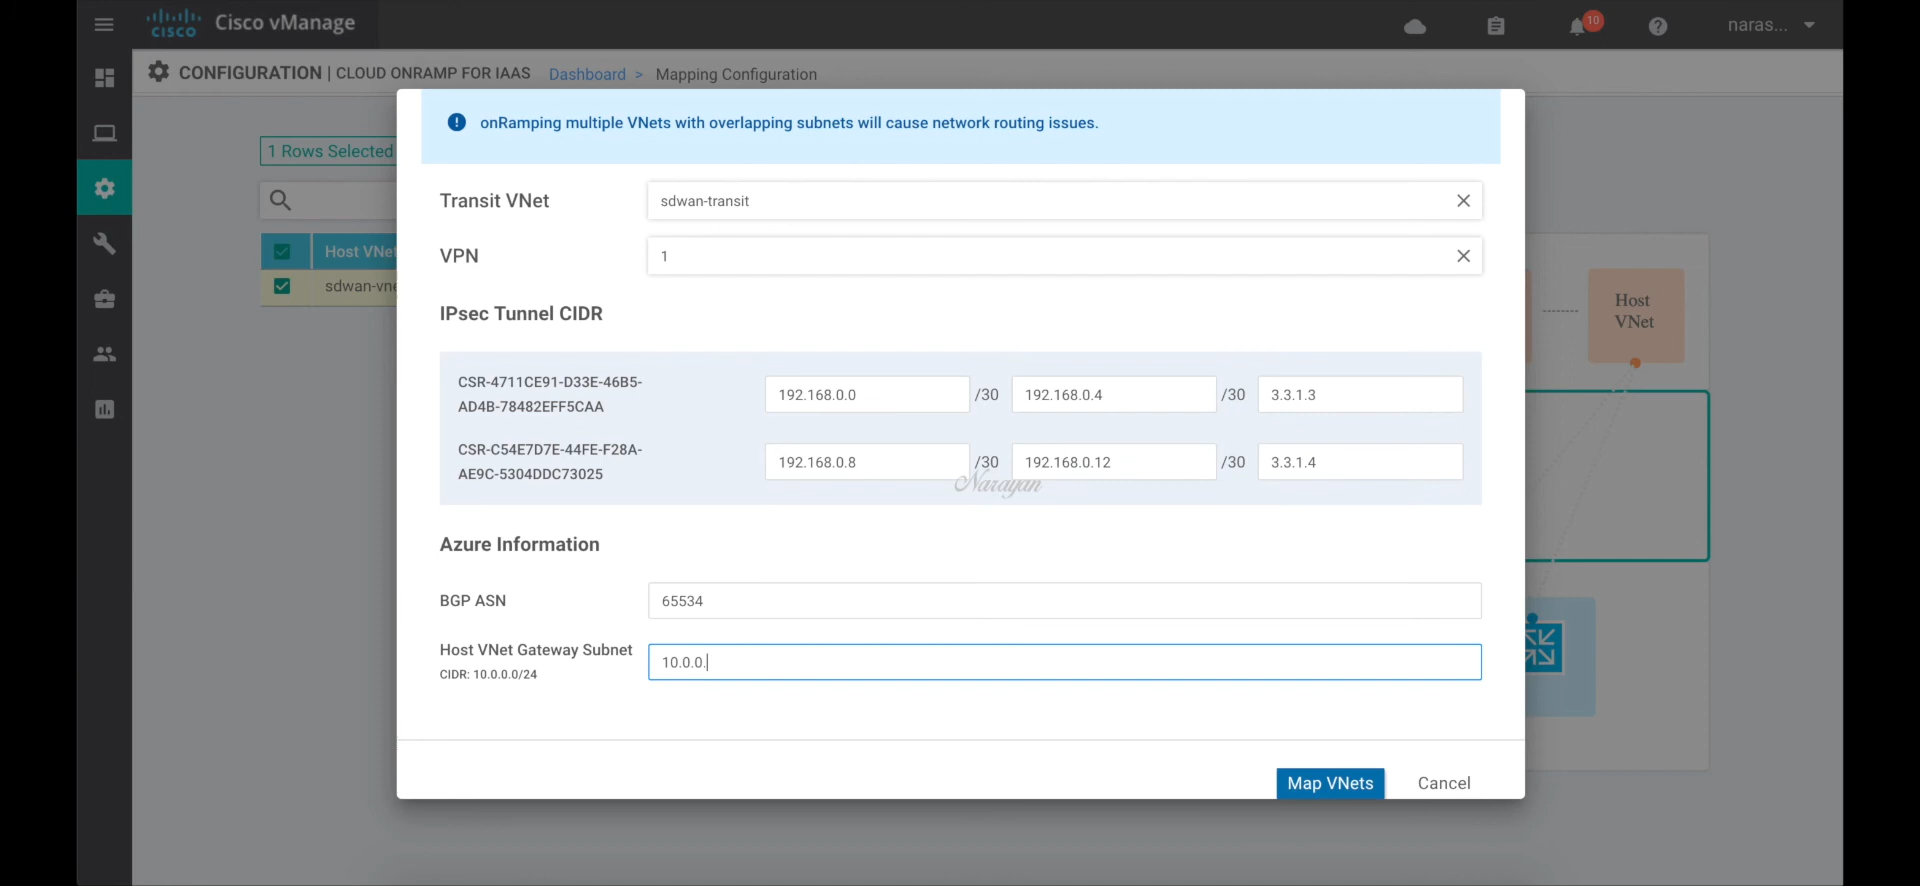 cisco
Cisco vManage
10
naras...
CONFIGURATION | CLOUD ONRAMP FOR IAAS Dashboard > Mapping Configuration
onRamping multiple VNets with overlapping subnets will cause network routing issues.
1 Rows Selected
Transit VNet
sdwan-transit
Host VNet
VPN
1
sdwan-vne
Host
VNet
IPsec Tunnel CIDR
CSR-4711CE91-D33E-46B5-
AD4B-78482EFF5CAA
192.168.0.0 /30 192.168.0.4 /30 3.3.1.3
CSR-C54E7D7E-44FE-F28A-
AE9C-5304DDC73025
192.168.0.8 /30 192.168.0.12 /30 3.3.1.4
Narayan
Azure Information
BGP ASN
65534
Host VNet Gateway Subnet
CIDR: 10.0.0.0/24
10.0.0.
Map VNets
Cancel